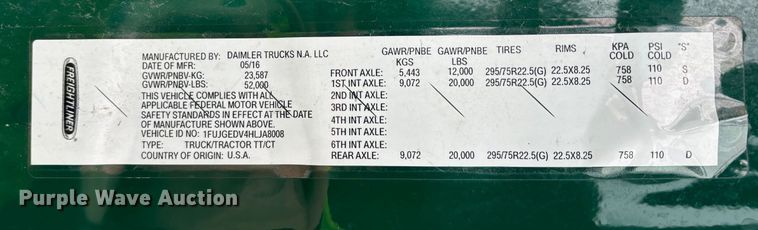 FREIGHTLINER
MANUFACTURED BY: DAIMLER TRUCKS N.A. LLC
DATE OF MFR: 05/16
GVWR/PNBV-KG: 23,587
GVWR/PNBV-LBS: 52,000
THIS VEHICLE COMPLIES WITH ALL
APPLICABLE FEDERAL MOTOR VEHICLE
SAFETY STANDARDS IN EFFECT AT THE DATE
OF MANUFACTURE SHOWN ABOVE.
VEHICLE ID NO: 1FUJGEDV4HLJA8008
TYPE: TRUCK/TRACTOR TT/CT
COUNTRY OF ORIGIN: U.S.A.
GAWR/PNBE GAWR/PNBE TIRES RIMS KPA PSI "S"
KGS LBS COLD COLD
FRONT AXLE: 5,443 12,000 295/75R22.5(G) 22.5X8.25 758 110 S
1ST INT AXLE: 9,072 20,000 295/75R22.5(G) 22.5X8.25 758 110 D
2ND INT AXLE:
3RD INT AXLE:
4TH INT AXLE:
5TH INT AXLE:
6TH INT AXLE:
REAR AXLE: 9,072 20,000 295/75R22.5(G) 22.5X8.25 758 110 D
Purple Wave Auction